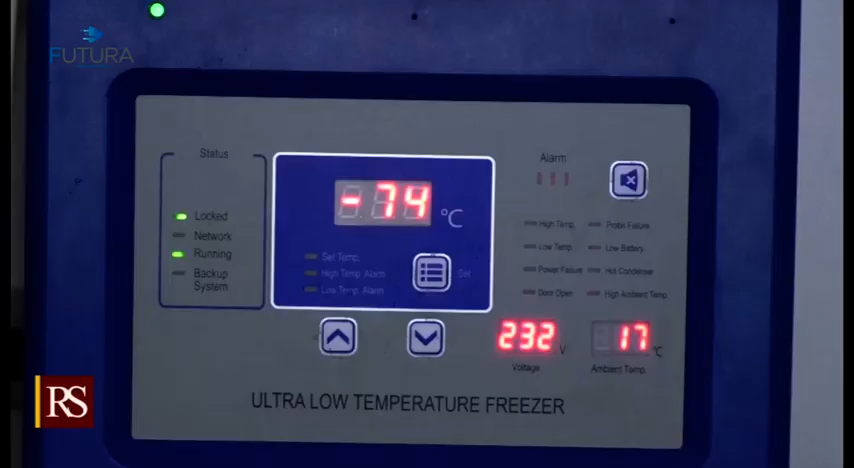 FUTURA
Status
Locked
Network
Running
Backup
System
-74 °C
Set Temp.
High Temp. Alarm
Low Temp. Alarm
Set
Alarm
High Temp.
Low Temp.
Power Failure
Door Open
Probe Failure
Low Battery
Hot Condenser
High Ambient Temp.
232 V
Voltage
17 °C
Ambient Temp.
ULTRA LOW TEMPERATURE FREEZER
RS